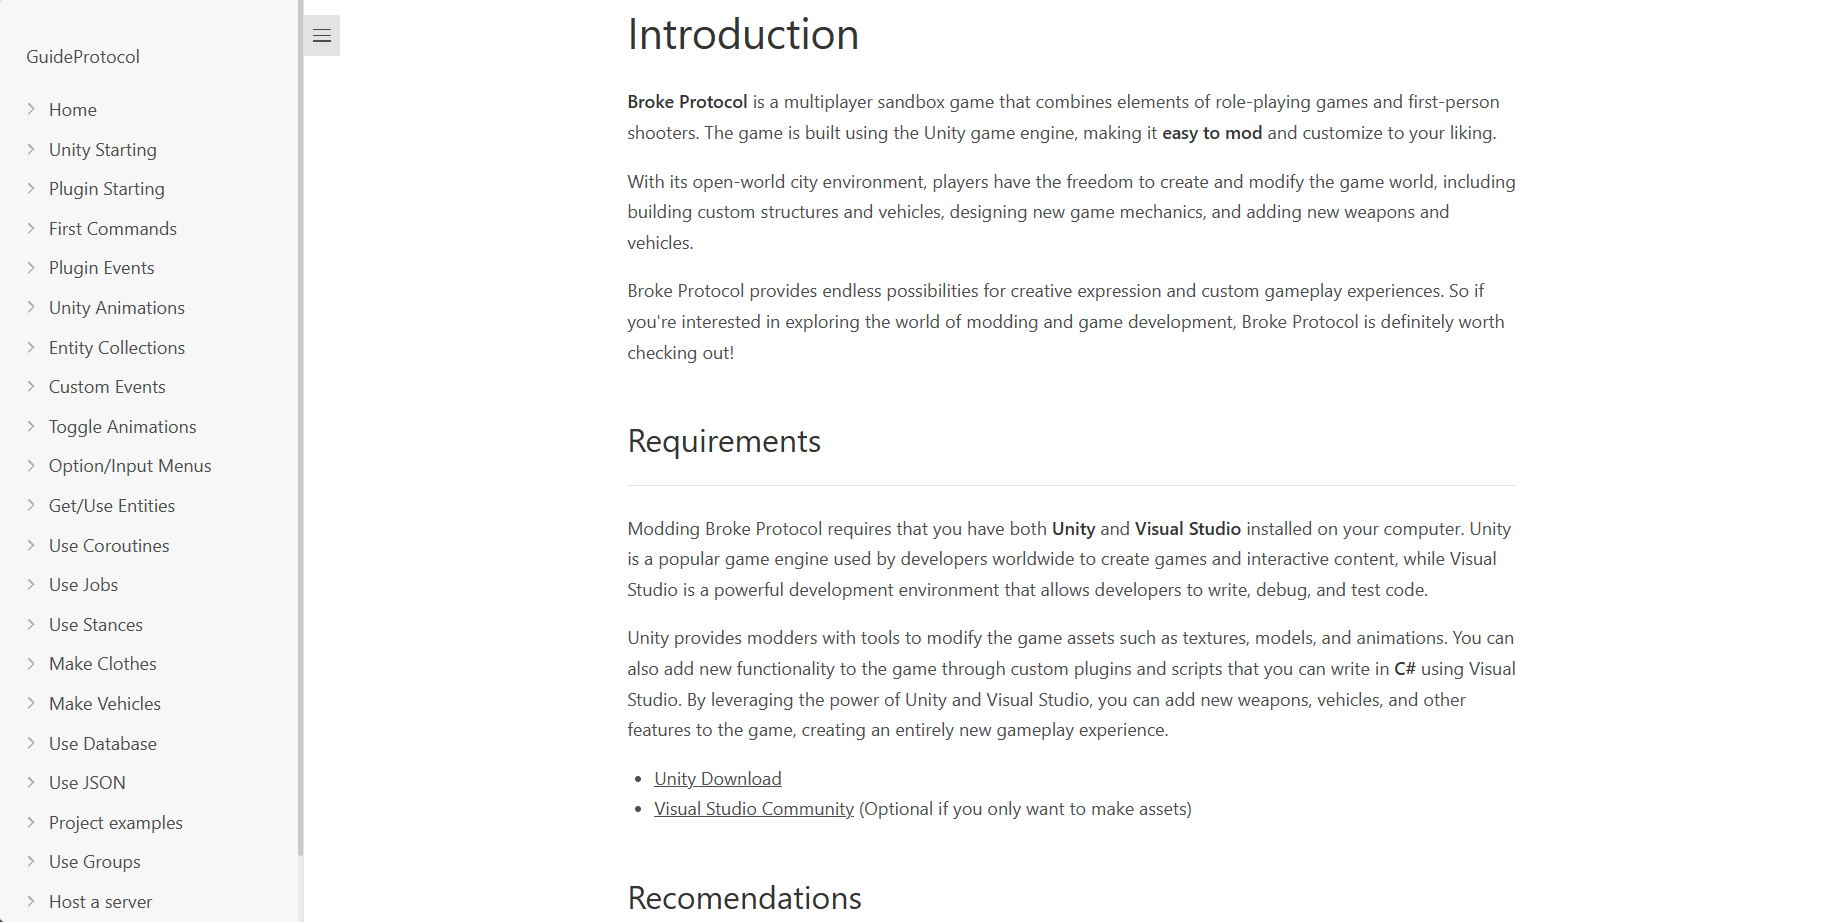 GuideProtocol
Home
Unity Starting
Plugin Starting
First Commands
Plugin Events
Unity Animations
Entity Collections
Custom Events
Toggle Animations
Option/Input Menus
Get/Use Entities
Use Coroutines
Use Jobs
Use Stances
Make Clothes
Make Vehicles
Use Database
Use JSON
Project examples
Use Groups
Host a server
Introduction
Broke Protocol is a multiplayer sandbox game that combines elements of role-playing games and first-person
shooters. The game is built using the Unity game engine, making it easy to mod and customize to your liking.
With its open-world city environment, players have the freedom to create and modify the game world, including
building custom structures and vehicles, designing new game mechanics, and adding new weapons and
vehicles.
Broke Protocol provides endless possibilities for creative expression and custom gameplay experiences. So if
you're interested in exploring the world of modding and game development, Broke Protocol is definitely worth
checking out!
Requirements
Modding Broke Protocol requires that you have both Unity and Visual Studio installed on your computer. Unity
is a popular game engine used by developers worldwide to create games and interactive content, while Visual
Studio is a powerful development environment that allows developers to write, debug, and test code.
Unity provides modders with tools to modify the game assets such as textures, models, and animations. You can
also add new functionality to the game through custom plugins and scripts that you can write in C# using Visual
Studio. By leveraging the power of Unity and Visual Studio, you can add new weapons, vehicles, and other
features to the game, creating an entirely new gameplay experience.
• Unity Download
• Visual Studio Community (Optional if you only want to make assets)
Recomendations